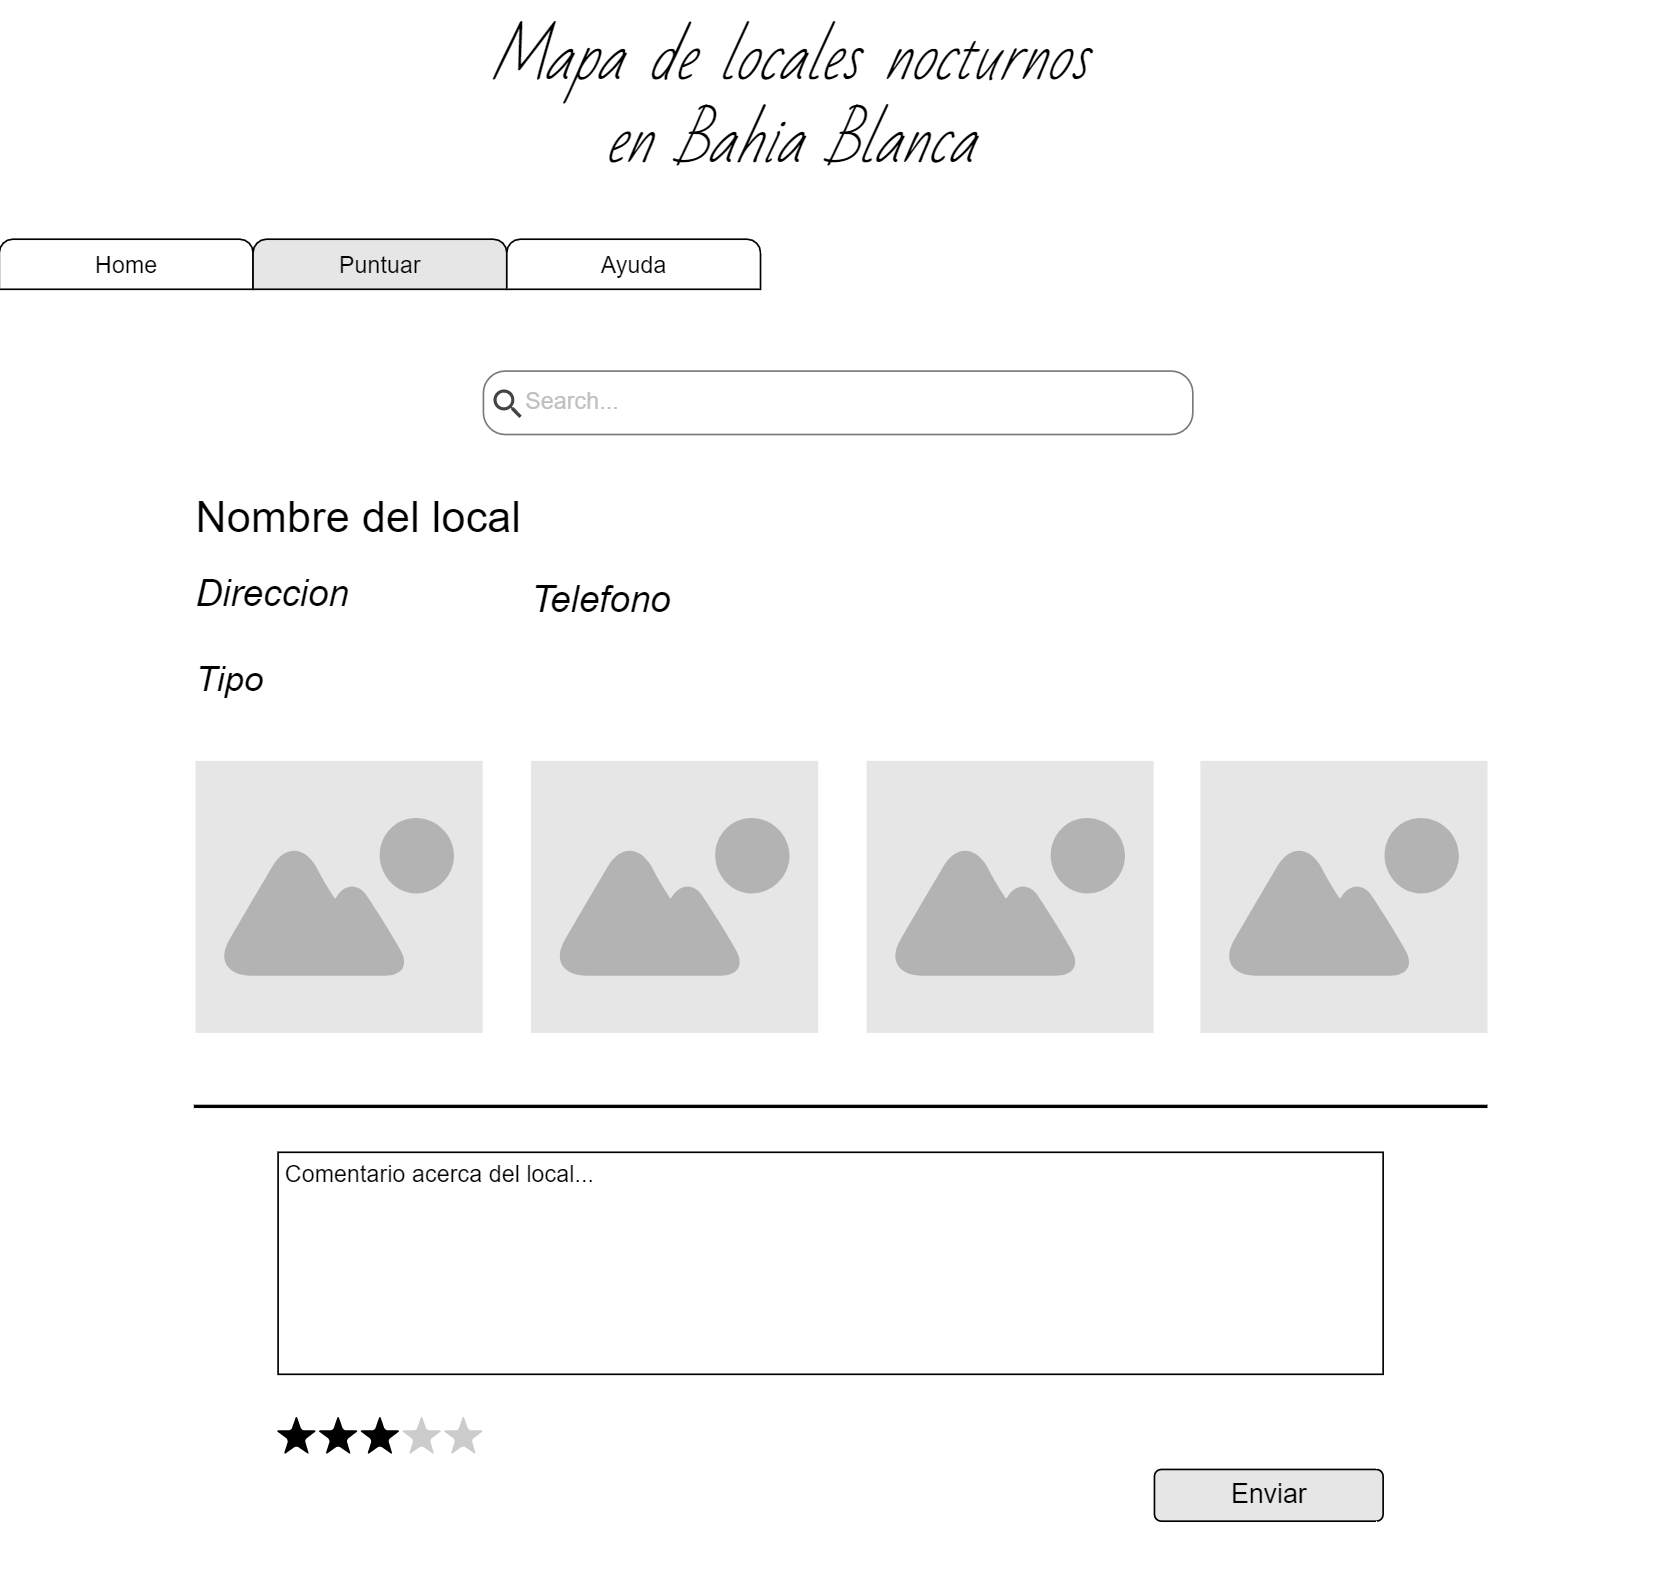 Mapa de locales nocturnos
en Bahia Blanca
Home
Puntuar
Ayuda
Search...
Nombre del local
Direccion
Telefono
Tipo
Comentario acerca del local...
Enviar